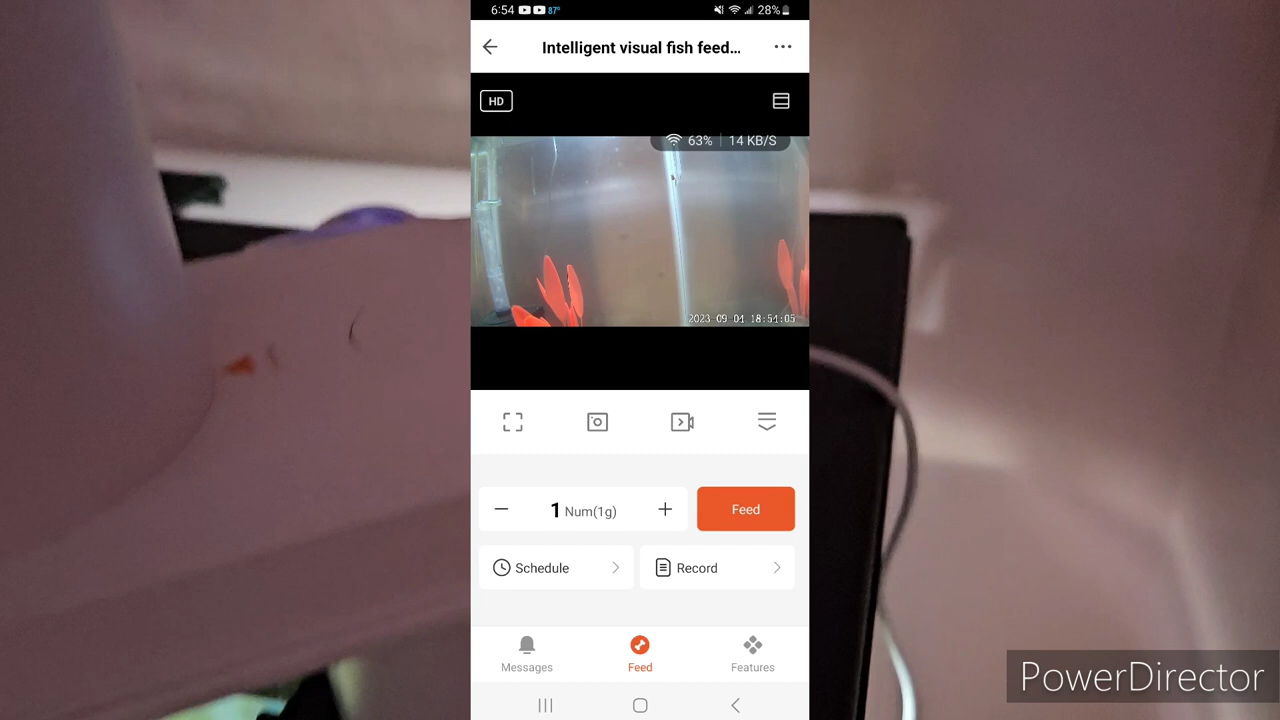 6:54 87° 28%
Intelligent visual fish feed...
HD
63% 14 KB/S
2023-09-01 18:51:05
1 Num(1g)
Feed
Schedule
Record
Messages
Feed
Features
PowerDirector